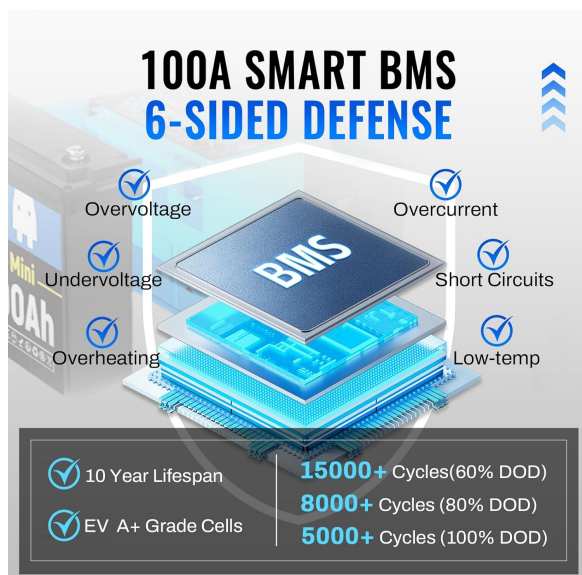 100A SMART BMS
6-SIDED DEFENSE
Overvoltage
Overcurrent
Undervoltage
Short Circuits
Overheating
Low-temp
BMS
Mini
0Ah
10 Year Lifespan
EV A+ Grade Cells
15000+ Cycles(60% DOD)
8000+ Cycles (80% DOD)
5000+ Cycles (100% DOD)